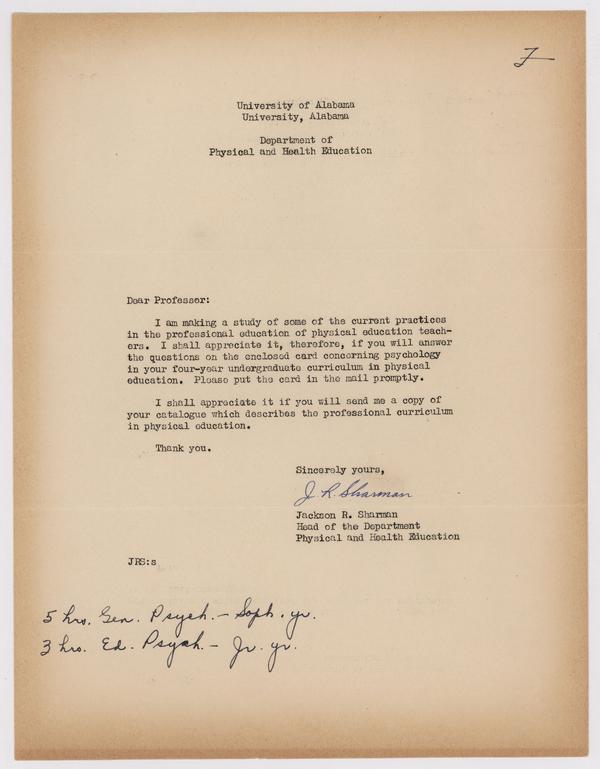 University of Alabama
University, Alabama
Department of
Physical and Health Education
Dear Professor:
I am making a study of some of the current practices
in the professional education of physical education teach-
ers. I shall appreciate it, therefore, if you will answer
the questions on the enclosed card concerning psychology
in your four-year undergraduate curriculum in physical
education. Please put the card in the mail promptly.
I shall appreciate it if you will send me a copy of
your catalogue which describes the professional curriculum
in physical education.
Thank you.
Sincerely yours,
J. R. Sharman
Jackson R. Sharman
Head of the Department
Physical and Health Education
JRS:s
5 hrs. Gen. Psych. - Soph. yr.
3 hrs. Ed. Psych. - Jr. yr.